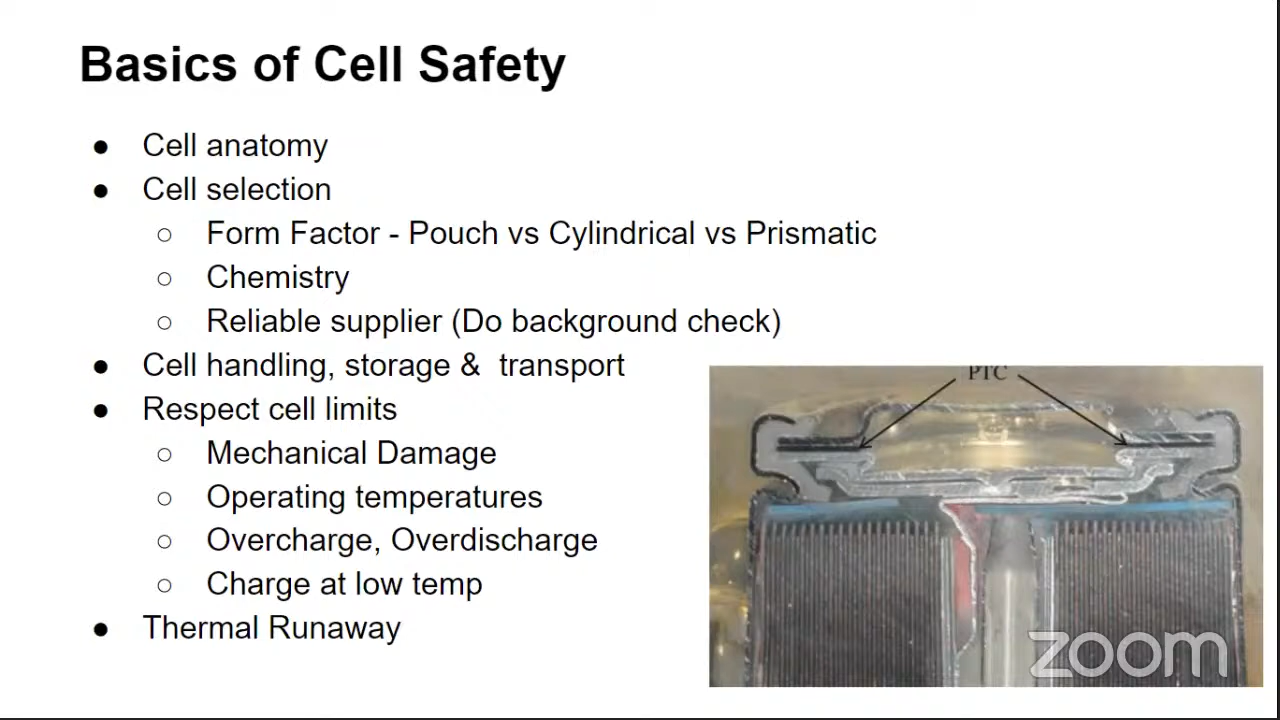 Basics of Cell Safety
● Cell anatomy
● Cell selection
○ Form Factor - Pouch vs Cylindrical vs Prismatic
○ Chemistry
○ Reliable supplier (Do background check)
● Cell handling, storage &  transport
● Respect cell limits
○ Mechanical Damage
○ Operating temperatures
○ Overcharge, Overdischarge
○ Charge at low temp
● Thermal Runaway
PTC
zoom